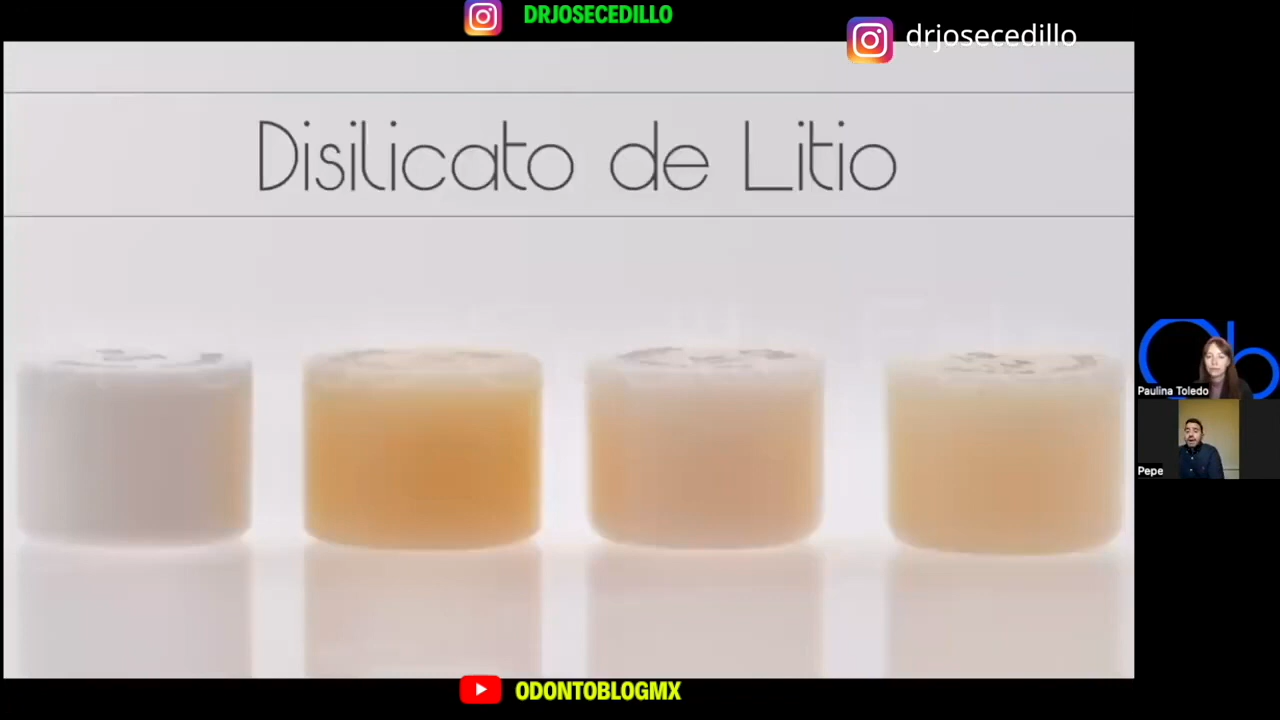 DRJOSECEDILLO
drjosecedillo
Disilicato de Litio
Paulina Toledo
Pepe
ODONTOBLOGMX